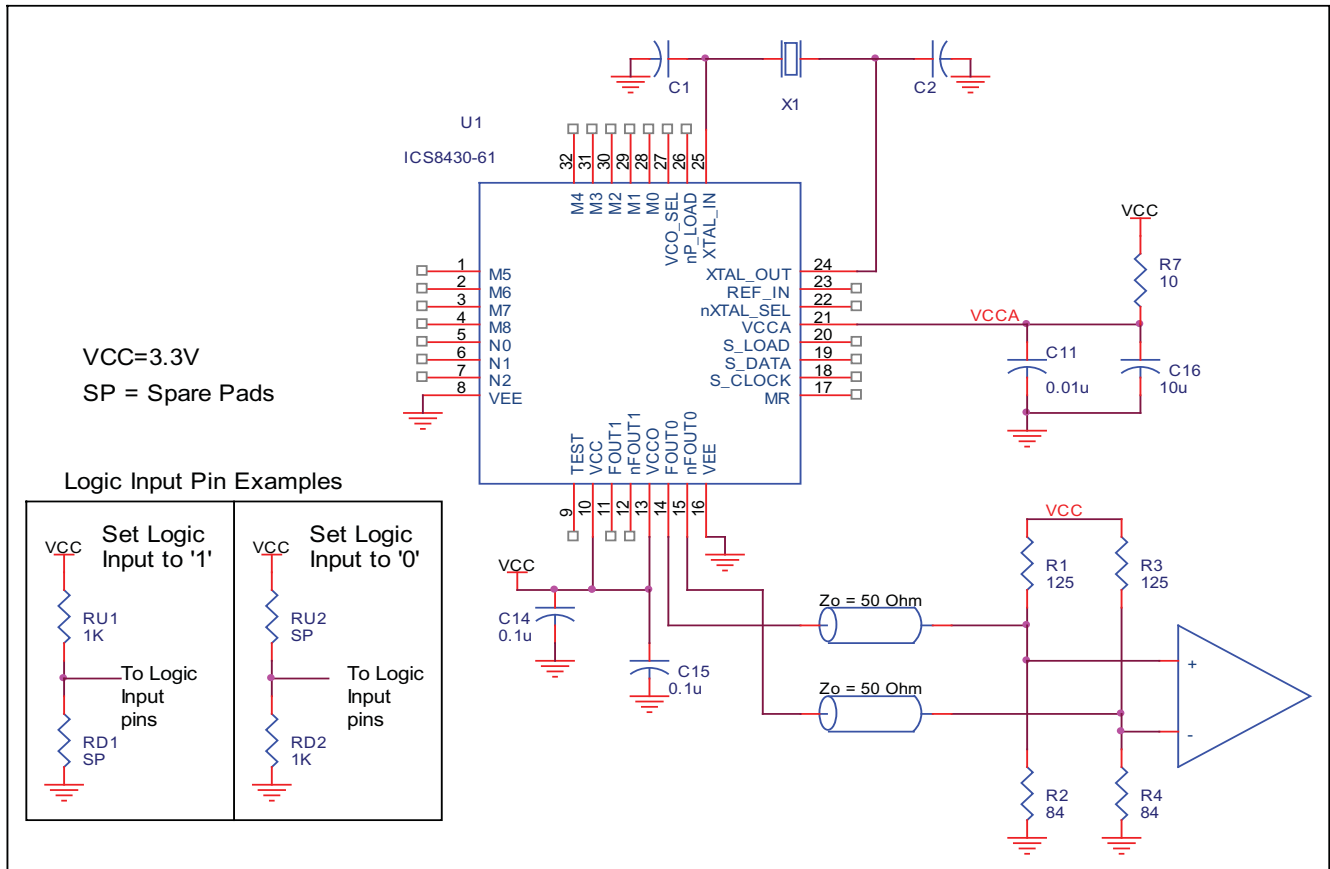 C1
X1
C2
U1
ICS8430-61
32
31
30
29
28
27
26
25
M4
M3
M2
M1
M0
VCO_SEL
nP_LOAD
XTAL_IN
1
2
3
4
5
6
7
8
M5
M6
M7
M8
N0
N1
N2
VEE
XTAL_OUT
REF_IN
nXTAL_SEL
VCCA
S_LOAD
S_DATA
S_CLOCK
MR
24
23
22
21
20
19
18
17
VCC
R7
10
VCCA
C11
0.01u
C16
10u
VCC=3.3V
SP = Spare Pads
TEST
VCC
FOUT1
nFOUT1
VCCO
FOUT0
nFOUT0
VEE
9
10
11
12
13
14
15
16
Logic Input Pin Examples
Set Logic
Input to '1'
VCC
RU1
1K
To Logic
Input
pins
RD1
SP
Set Logic
Input to '0'
VCC
RU2
SP
To Logic
Input
pins
RD2
1K
VCC
C14
0.1u
C15
0.1u
Zo = 50 Ohm
Zo = 50 Ohm
VCC
R1
125
R3
125
+
-
R2
84
R4
84